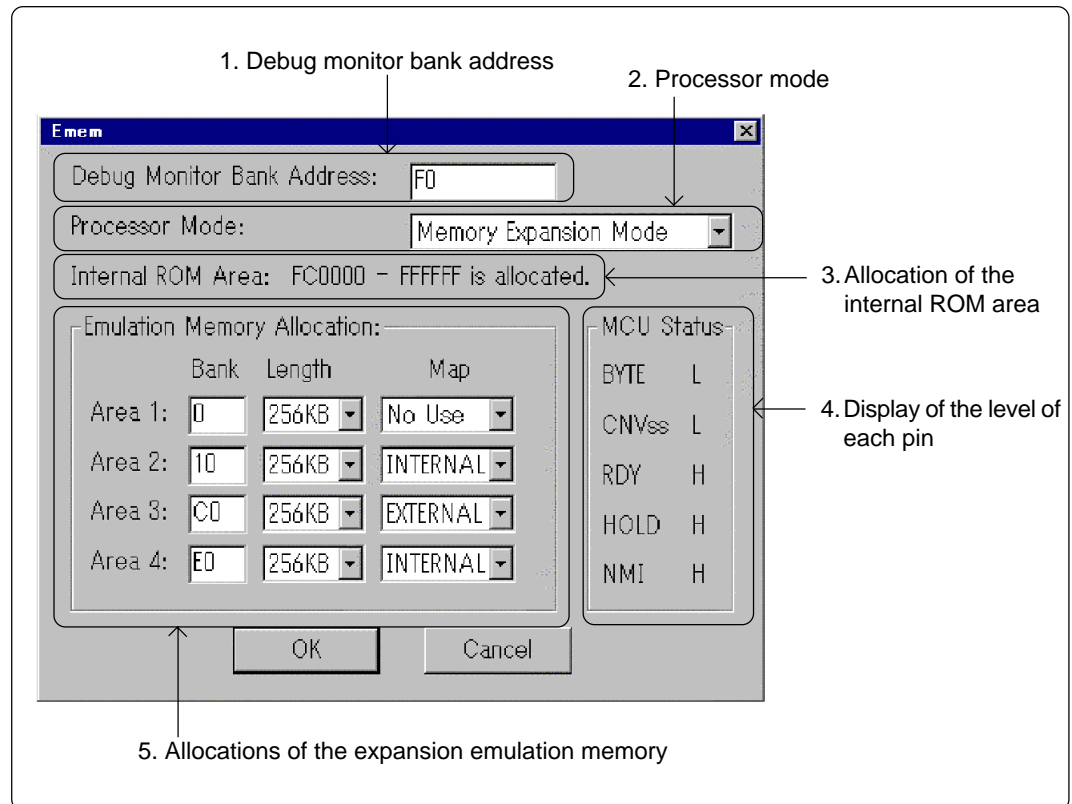 1. Debug monitor bank address
2. Processor mode
Emem
Debug Monitor Bank Address: F0
Processor Mode: Memory Expansion Mode
Internal ROM Area: FC0000 - FFFFFF is allocated.
3. Allocation of the
internal ROM area
Emulation Memory Allocation:
Bank Length Map
Area 1: 0 256KB No Use
Area 2: 10 256KB INTERNAL
Area 3: C0 256KB EXTERNAL
Area 4: E0 256KB INTERNAL
MCU Status
BYTE L
CNVss L
RDY H
HOLD H
NMI H
4. Display of the level of
each pin
OK Cancel
5. Allocations of the expansion emulation memory